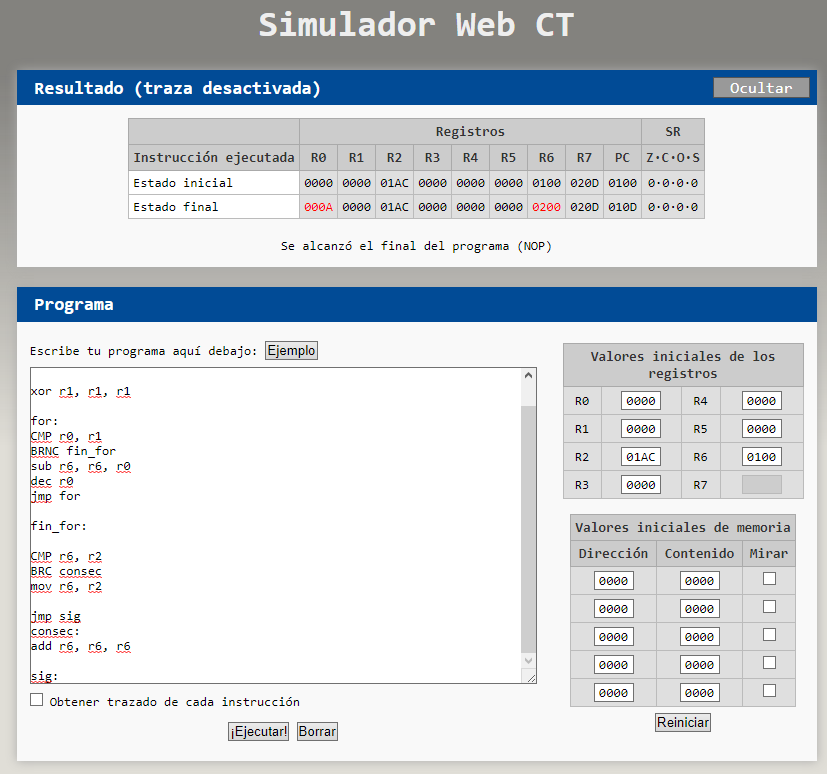 Simulador Web CT
Resultado (traza desactivada)
Ocultar
Registros SR
Instrucción ejecutada R0 R1 R2 R3 R4 R5 R6 R7 PC Z·C·O·S
Estado inicial 0000 0000 01AC 0000 0000 0000 0100 020D 0100 0·0·0·0
Estado final 000A 0000 01AC 0000 0000 0000 0200 020D 010D 0·0·0·0
Se alcanzó el final del programa (NOP)
Programa
Escribe tu programa aquí debajo: Ejemplo
xor r1, r1, r1
for:
CMP r0, r1
BRNC fin_for
sub r6, r6, r0
dec r0
jmp for
fin_for:
CMP r6, r2
BRC consec
mov r6, r2
jmp sig
consec:
add r6, r6, r6
sig:
Obtener trazado de cada instrucción
¡Ejecutar! Borrar
Valores iniciales de los
registros
R0 0000 R4 0000
R1 0000 R5 0000
R2 01AC R6 0100
R3 0000 R7
Valores iniciales de memoria
Dirección Contenido Mirar
0000 0000
0000 0000
0000 0000
0000 0000
0000 0000
Reiniciar